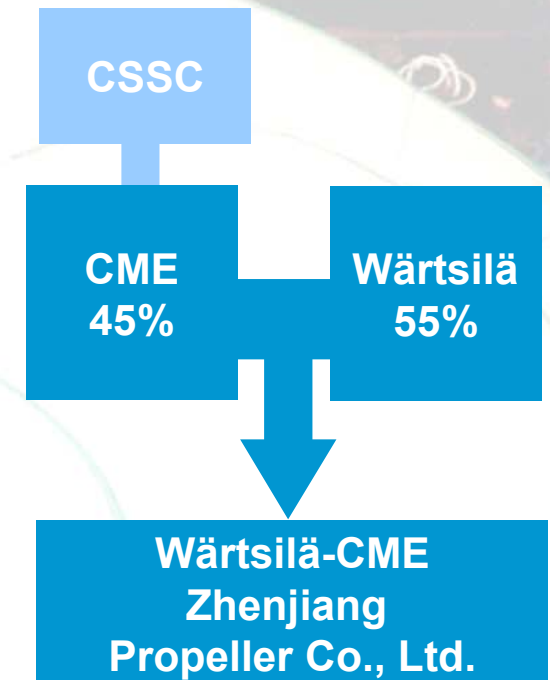 CSSC
CME
45%
Wärtsilä
55%
Wärtsilä-CME
Zhenjiang
Propeller Co., Ltd.